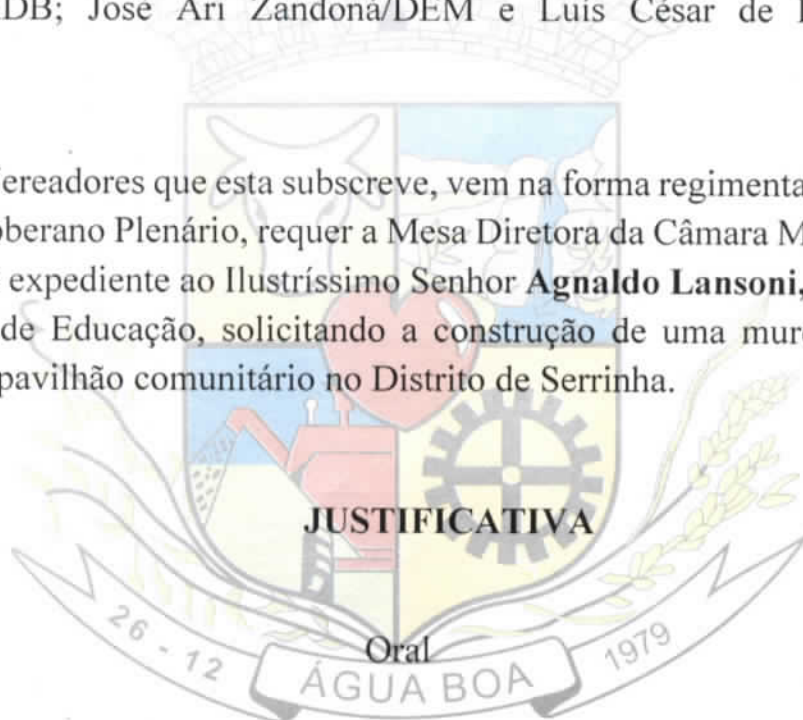 DB; José Ari Zandoná/DEM e Luis César de
ereadores que esta subscreve, vem na forma regimenta
oberano Plenário, requer a Mesa Diretora da Câmara M
expediente ao Ilustríssimo Senhor Agnaldo Lansoni,
de Educação, solicitando a construção de uma mur
pavilhão comunitário no Distrito de Serrinha.
JUSTIFICATIVA
Oral
26 - 12 ÁGUA BOA 1979